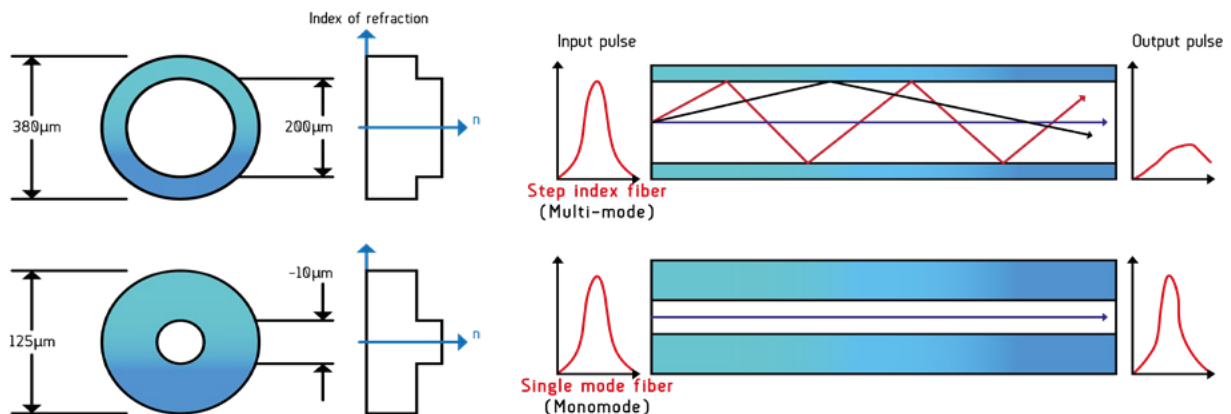 Index of refraction
Input pulse
Output pulse
380µm
200µm
n
Step index fiber
(Multi-mode)
-10µm
n
125µm
Single mode fiber
(Monomode)